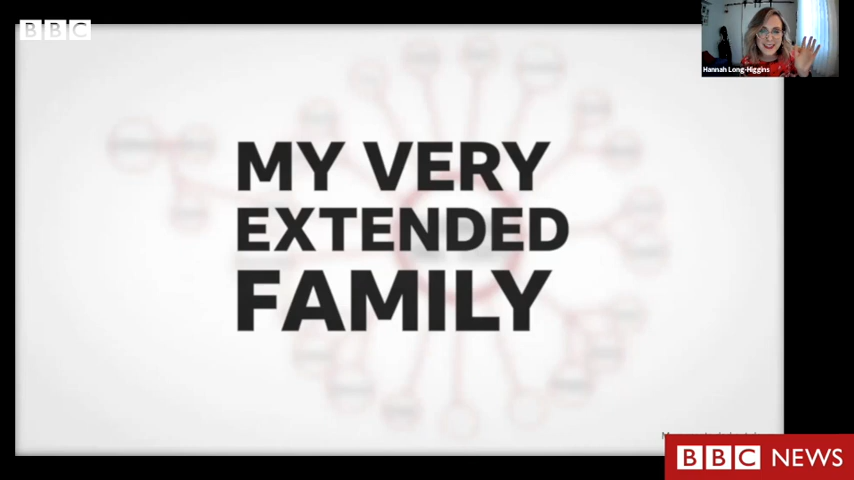 BBC
Hannah Long-Higgins
MY VERY
EXTENDED
FAMILY
BBC NEWS